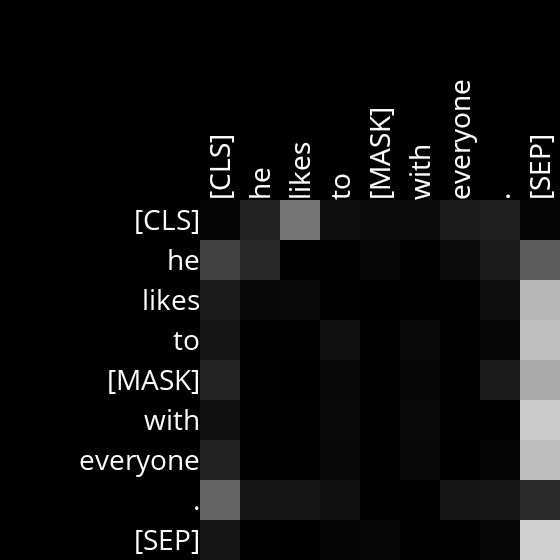 [CLS] he likes to [MASK] with everyone . [SEP]
[CLS]
he
likes
to
[MASK]
with
everyone
.
[SEP]